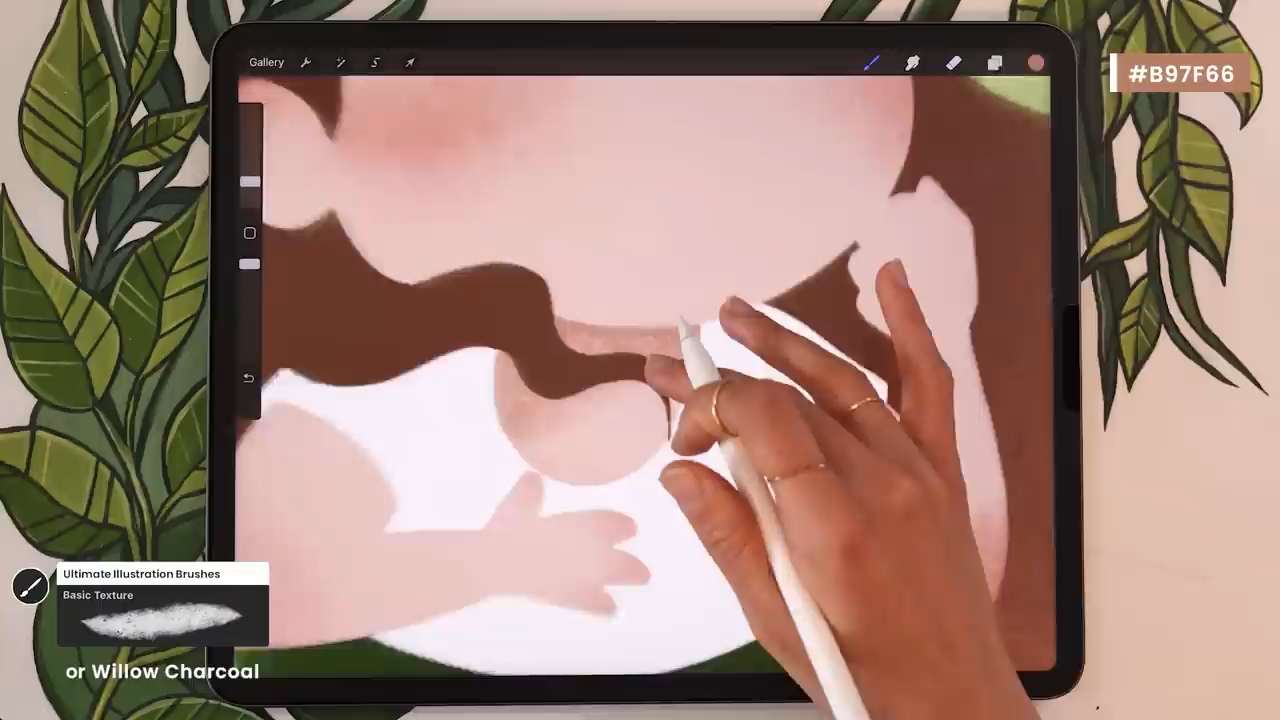 Gallery
#B97F66
Ultimate Illustration Brushes
Basic Texture
or Willow Charcoal